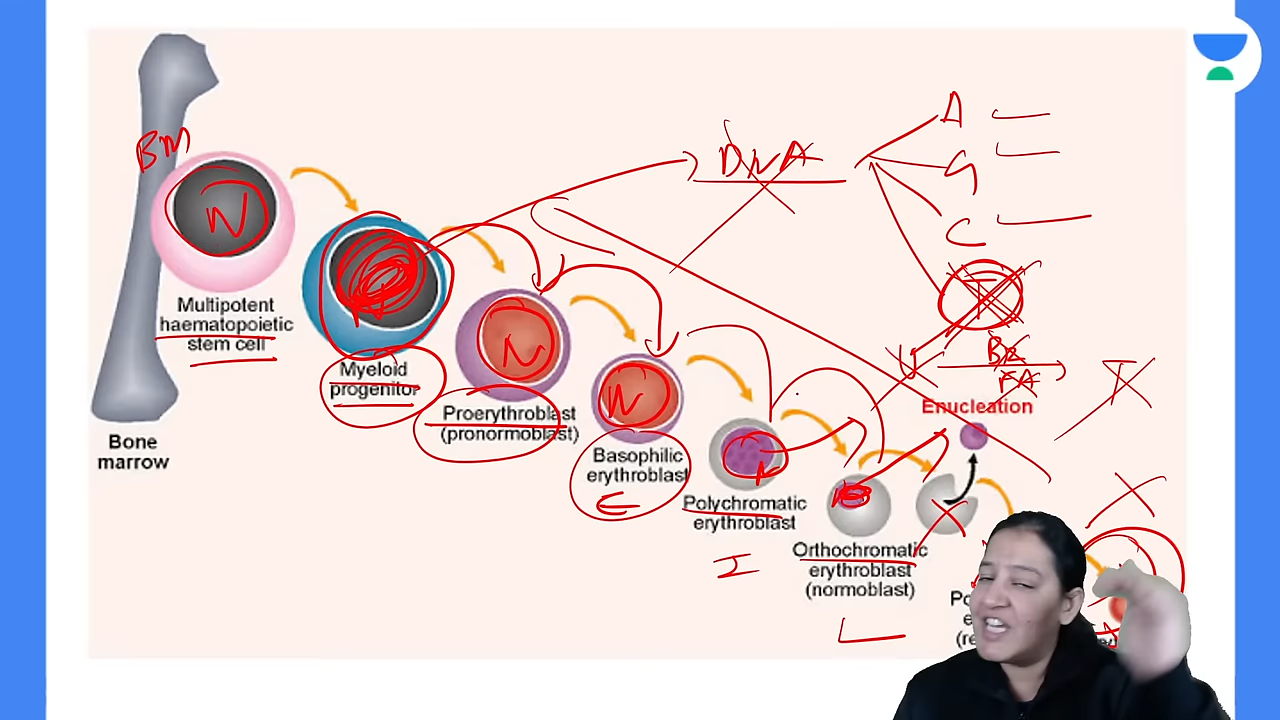 BM
N
Multipotent
haematopoietic
stem cell
Bone
marrow
Myeloid
progenitor
N
Proerythroblast
(pronormoblast)
N
Basophilic
erythroblast
E
N
Polychromatic
erythroblast
I
Orthochromatic
erythroblast
(normoblast)
L
DNA
A
G
C
T
FA
Enucleation